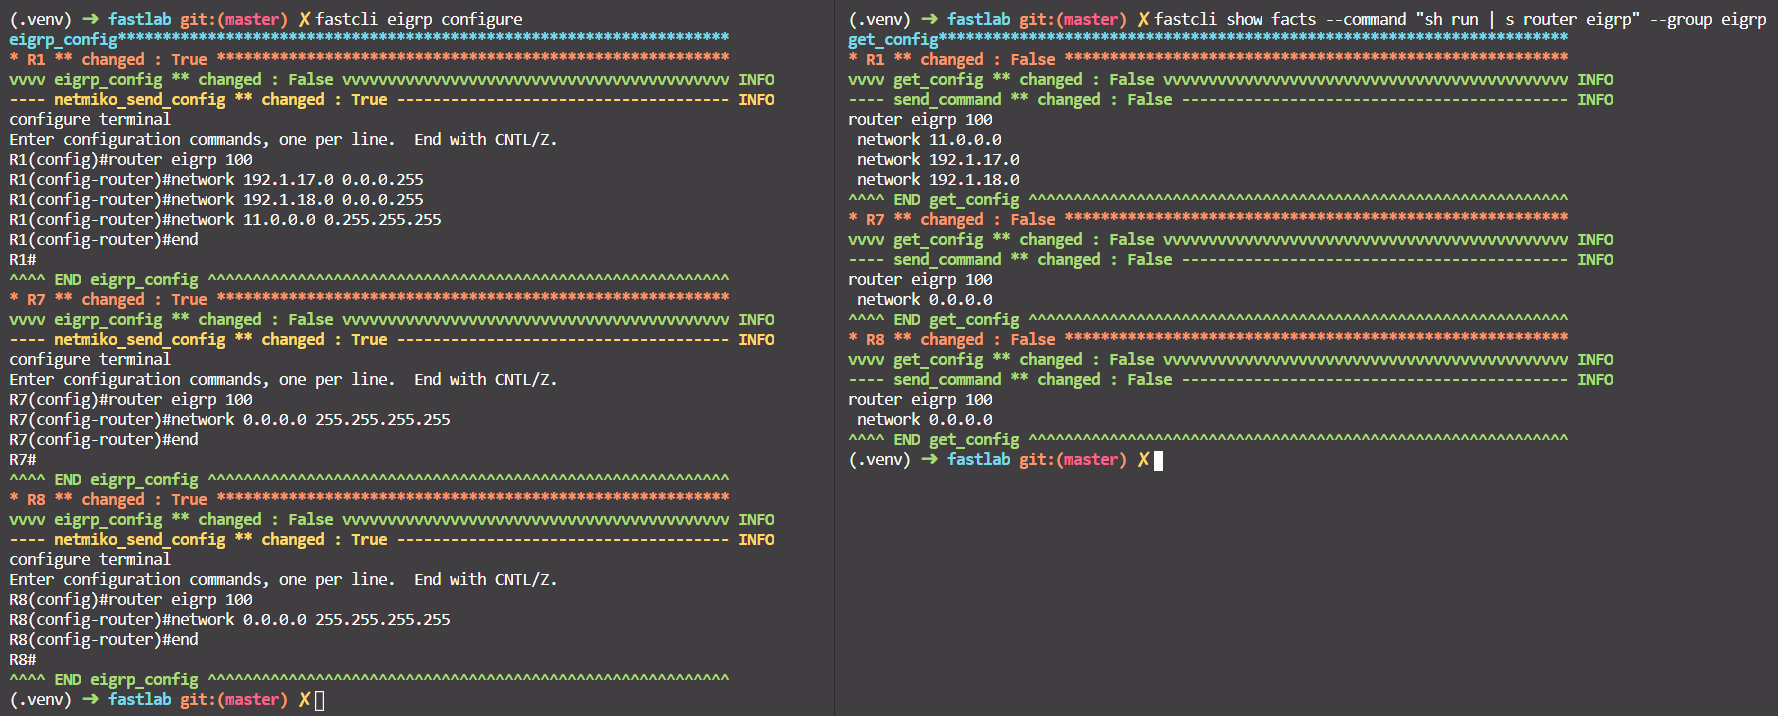 (.venv) → fastlab git:(master) ✗ fastcli eigrp configure
eigrp_config********************************************************************
* R1 ** changed : True *********************************************************
vvvv eigrp_config ** changed : False vvvvvvvvvvvvvvvvvvvvvvvvvvvvvvvvvvvvvvvvvvv INFO
---- netmiko_send_config ** changed : True ------------------------------------- INFO
configure terminal
Enter configuration commands, one per line.  End with CNTL/Z.
R1(config)#router eigrp 100
R1(config-router)#network 192.1.17.0 0.0.0.255
R1(config-router)#network 192.1.18.0 0.0.0.255
R1(config-router)#network 11.0.0.0 0.255.255.255
R1(config-router)#end
R1#
^^^^ END eigrp_config ^^^^^^^^^^^^^^^^^^^^^^^^^^^^^^^^^^^^^^^^^^^^^^^^^^^^^^^^^^
* R7 ** changed : True *********************************************************
vvvv eigrp_config ** changed : False vvvvvvvvvvvvvvvvvvvvvvvvvvvvvvvvvvvvvvvvvvv INFO
---- netmiko_send_config ** changed : True ------------------------------------- INFO
configure terminal
Enter configuration commands, one per line.  End with CNTL/Z.
R7(config)#router eigrp 100
R7(config-router)#network 0.0.0.0 255.255.255.255
R7(config-router)#end
R7#
^^^^ END eigrp_config ^^^^^^^^^^^^^^^^^^^^^^^^^^^^^^^^^^^^^^^^^^^^^^^^^^^^^^^^^^
* R8 ** changed : True *********************************************************
vvvv eigrp_config ** changed : False vvvvvvvvvvvvvvvvvvvvvvvvvvvvvvvvvvvvvvvvvvv INFO
---- netmiko_send_config ** changed : True ------------------------------------- INFO
configure terminal
Enter configuration commands, one per line.  End with CNTL/Z.
R8(config)#router eigrp 100
R8(config-router)#network 0.0.0.0 255.255.255.255
R8(config-router)#end
R8#
^^^^ END eigrp_config ^^^^^^^^^^^^^^^^^^^^^^^^^^^^^^^^^^^^^^^^^^^^^^^^^^^^^^^^^^
(.venv) → fastlab git:(master) ✗
(.venv) → fastlab git:(master) ✗ fastcli show facts --command "sh run | s router eigrp" --group eigrp
get_config**********************************************************************
* R1 ** changed : False ********************************************************
vvvv get_config ** changed : False vvvvvvvvvvvvvvvvvvvvvvvvvvvvvvvvvvvvvvvvvvvvv INFO
---- send_command ** changed : False ------------------------------------------- INFO
router eigrp 100
 network 11.0.0.0
 network 192.1.17.0
 network 192.1.18.0
^^^^ END get_config ^^^^^^^^^^^^^^^^^^^^^^^^^^^^^^^^^^^^^^^^^^^^^^^^^^^^^^^^^^^^
* R7 ** changed : False ********************************************************
vvvv get_config ** changed : False vvvvvvvvvvvvvvvvvvvvvvvvvvvvvvvvvvvvvvvvvvvvv INFO
---- send_command ** changed : False ------------------------------------------- INFO
router eigrp 100
 network 0.0.0.0
^^^^ END get_config ^^^^^^^^^^^^^^^^^^^^^^^^^^^^^^^^^^^^^^^^^^^^^^^^^^^^^^^^^^^^
* R8 ** changed : False ********************************************************
vvvv get_config ** changed : False vvvvvvvvvvvvvvvvvvvvvvvvvvvvvvvvvvvvvvvvvvvvv INFO
---- send_command ** changed : False ------------------------------------------- INFO
router eigrp 100
 network 0.0.0.0
^^^^ END get_config ^^^^^^^^^^^^^^^^^^^^^^^^^^^^^^^^^^^^^^^^^^^^^^^^^^^^^^^^^^^^
(.venv) → fastlab git:(master) ✗